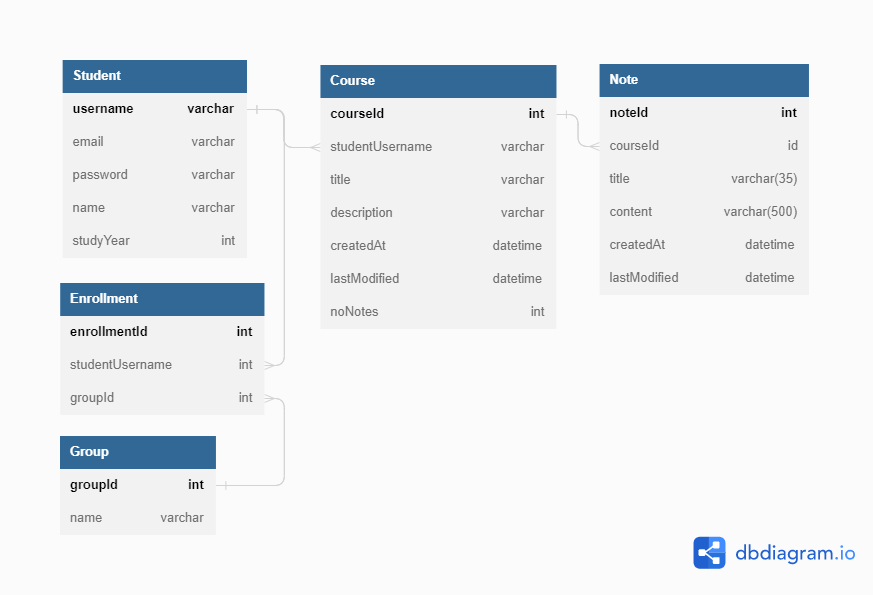 Student
username varchar
email varchar
password varchar
name varchar
studyYear int
Course
courseId int
studentUsername varchar
title varchar
description varchar
createdAt datetime
lastModified datetime
noNotes int
Note
noteId int
courseId id
title varchar(35)
content varchar(500)
createdAt datetime
lastModified datetime
Enrollment
enrollmentId int
studentUsername int
groupId int
Group
groupId int
name varchar
dbdiagram.io